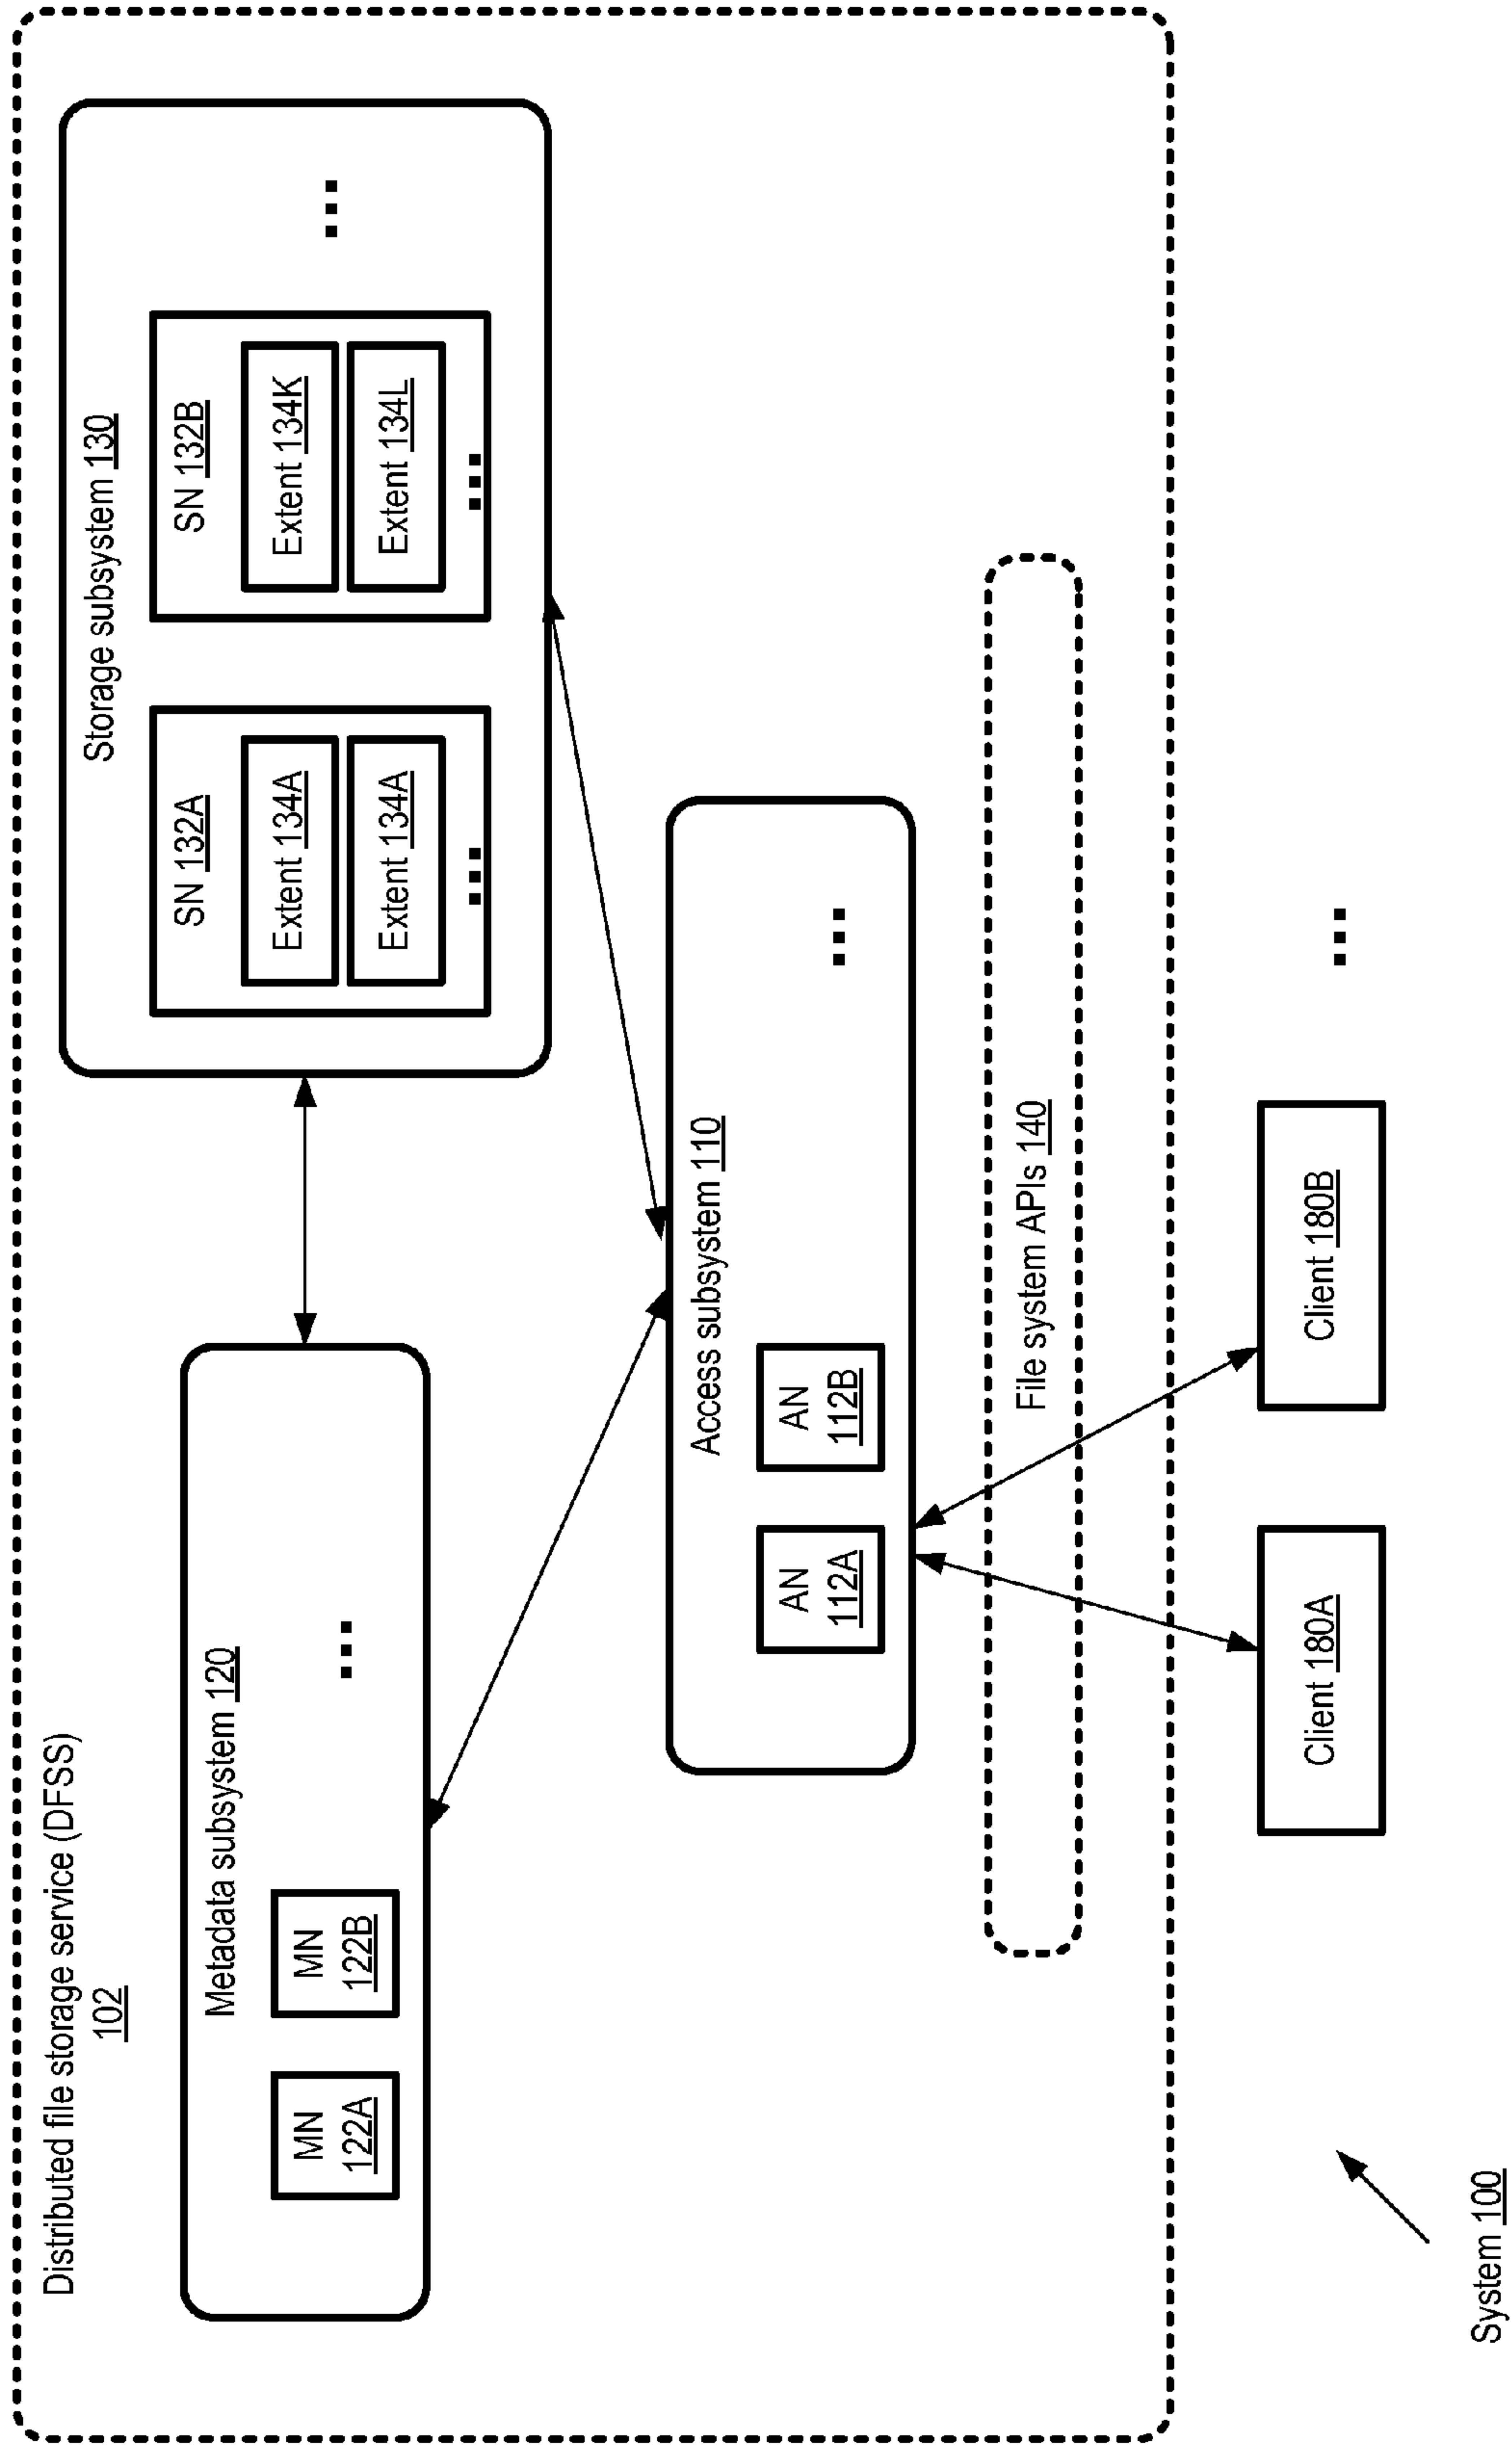 Distributed file storage service (DFSS)
102
Metadata subsystem 120
MN
122A
MN
122B
Storage subsystem 130
SN 132A
Extent 134A
Extent 134A
SN 132B
Extent 134K
Extent 134L
Access subsystem 110
AN
112A
AN
112B
File system APIs 140
Client 180A
Client 180B
System 100